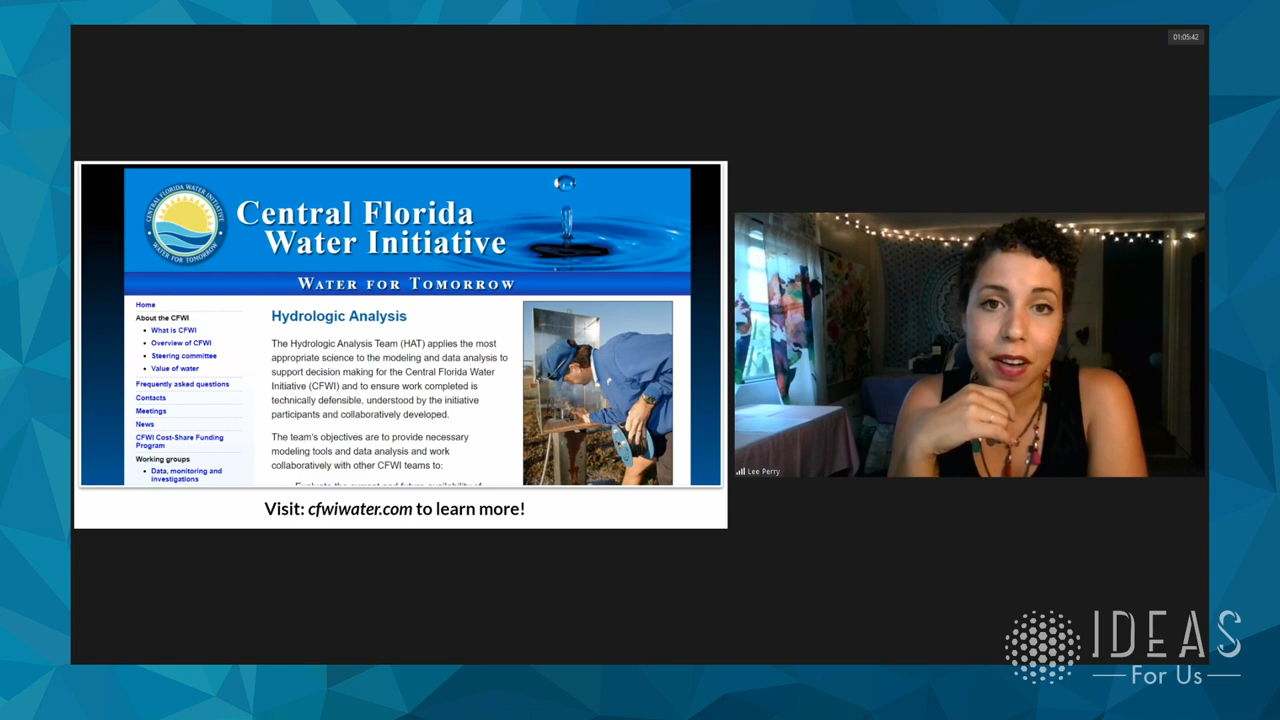 01:05:42
CENTRAL FLORIDA WATER INITIATIVE
WATER FOR TOMORROW
Central Florida
Water Initiative
WATER FOR TOMORROW
Home
About the CFWI
What is CFWI
Overview of CFWI
Steering committee
Value of water
Frequently asked questions
Contacts
Meetings
News
CFWI Cost-Share Funding
Program
Working groups
Data, monitoring and
investigations
Hydrologic Analysis
The Hydrologic Analysis Team (HAT) applies the most
appropriate science to the modeling and data analysis to
support decision making for the Central Florida Water
Initiative (CFWI) and to ensure work completed is
technically defensible, understood by the initiative
participants and collaboratively developed.
The team's objectives are to provide necessary
modeling tools and data analysis and work
collaboratively with other CFWI teams to:
Visit: cfwiwater.com to learn more!
Lee Perry
IDEAS
For Us